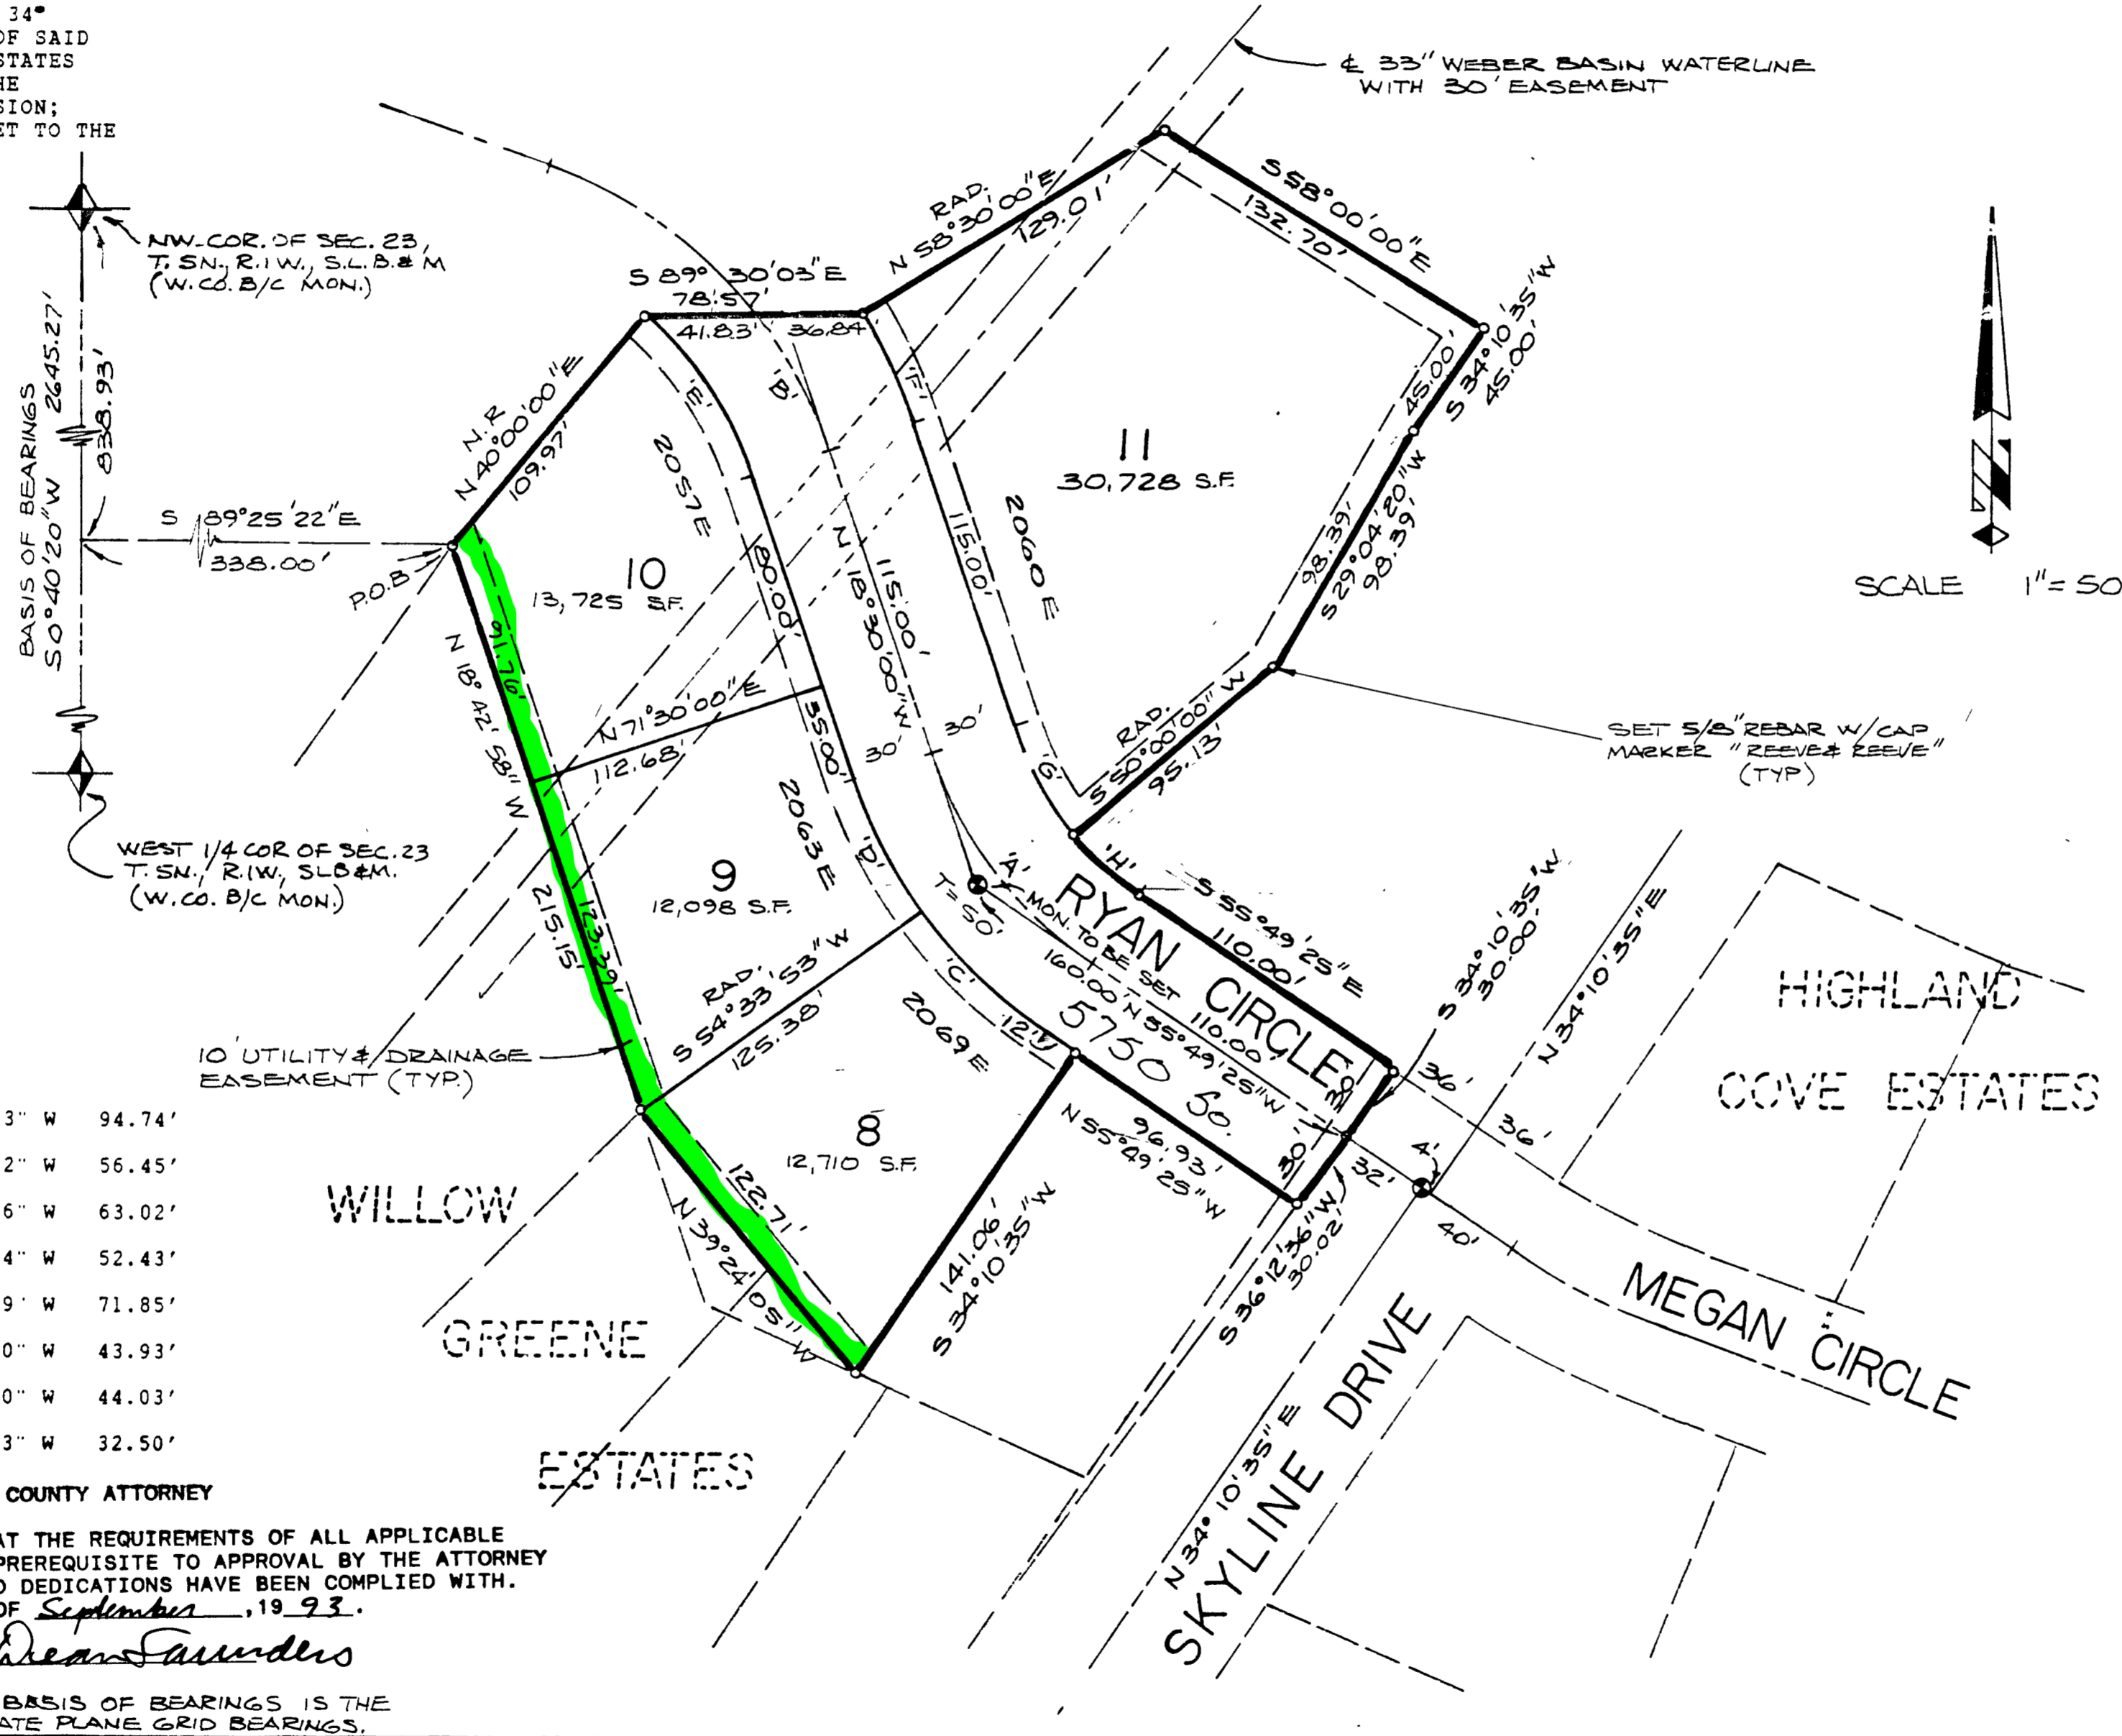 34°
OF SAID
STATES
HE
SION;
ET TO THE
NW-COR. OF SEC. 23,
T. 5N., R.1W., S.L.B.& M
(W.CO. B/C MON.)
BASIS OF BEARINGS
S 0°40'20"W 2645.27'
838.93'
S 89°25'22"E
338.00'
P.O.B
WEST 1/4 COR OF SEC. 23
T. 5N., R.1W., SLB&M.
(W.CO. B/C MON.)
℄ 33" WEBER BASIN WATERLINE
WITH 30' EASEMENT
RAD.
N 58°30'00"E
129.01'
S 58°00'00"E
132.70'
S 34°10'35"W
45.00'
45.00'
S 89°30'03"E
78.57'
41.83' 36.84'
N.R
N 40°00'00"E
109.97'
'E'
'B'
'F'
2057 E
11
30,728 S.F.
2060 E
115.00'
98.39'
S 29°04'20"W
98.39'
SCALE 1"= 50
10
13,725 S.F.
80.00'
N 18°30'00"W
115.00'
91.76'
N 18°42'58"W
215.15'
N 71°30'00"E
112.68'
35.00'
30'
30'
'G'
RAD.
S 50°00'00"W
95.13'
SET 5/8" REBAR W/CAP
MARKER "REEVE & REEVE"
(TYP)
2063 E
'D'
9
12,098 S.F.
123.39'
T=50'
'A'
MON. TO BE SET
'H'
RYAN CIRCLE
S 55°49'25"E
110.00'
160.00' N 55°49'25"W
110.00'
S 34°10'35"W
30.00'
N 34°10'35"E
HIGHLAND
COVE ESTATES
RAD.
S 54°33'53"W
125.38'
'C'
2069 E
12'
5750 SO.
30'
30'
36'
36'
4'
32'
40'
10' UTILITY & DRAINAGE
EASEMENT (TYP.)
8
12,710 S.F.
122.71'
N 39°24'05"W
96.93'
N 55°49'25"W
141.06'
S 34°10'35"W
S 36°12'36"W
30.02'
WILLOW
GREENE
ESTATES
MEGAN CIRCLE
N 34°10'35"E
SKYLINE DRIVE
3" W 94.74'
2" W 56.45'
6" W 63.02'
4" W 52.43'
9' W 71.85'
0" W 43.93'
0" W 44.03'
3" W 32.50'
COUNTY ATTORNEY
AT THE REQUIREMENTS OF ALL APPLICABLE
PREREQUISITE TO APPROVAL BY THE ATTORNEY
D DEDICATIONS HAVE BEEN COMPLIED WITH.
OF September, 19 93.
Saunders
BASIS OF BEARINGS IS THE
ATE PLANE GRID BEARINGS.